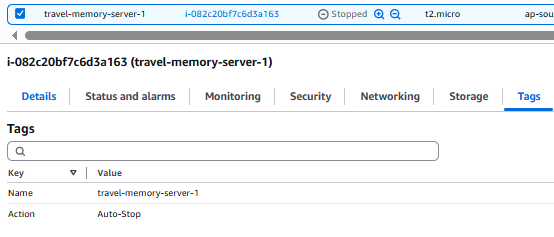 travel-memory-server-1 i-082c20bf7c6d3a163 Stopped t2.micro ap-sou
i-082c20bf7c6d3a163 (travel-memory-server-1)
Details Status and alarms Monitoring Security Networking Storage Tags
Tags
Key Value
Name travel-memory-server-1
Action Auto-Stop